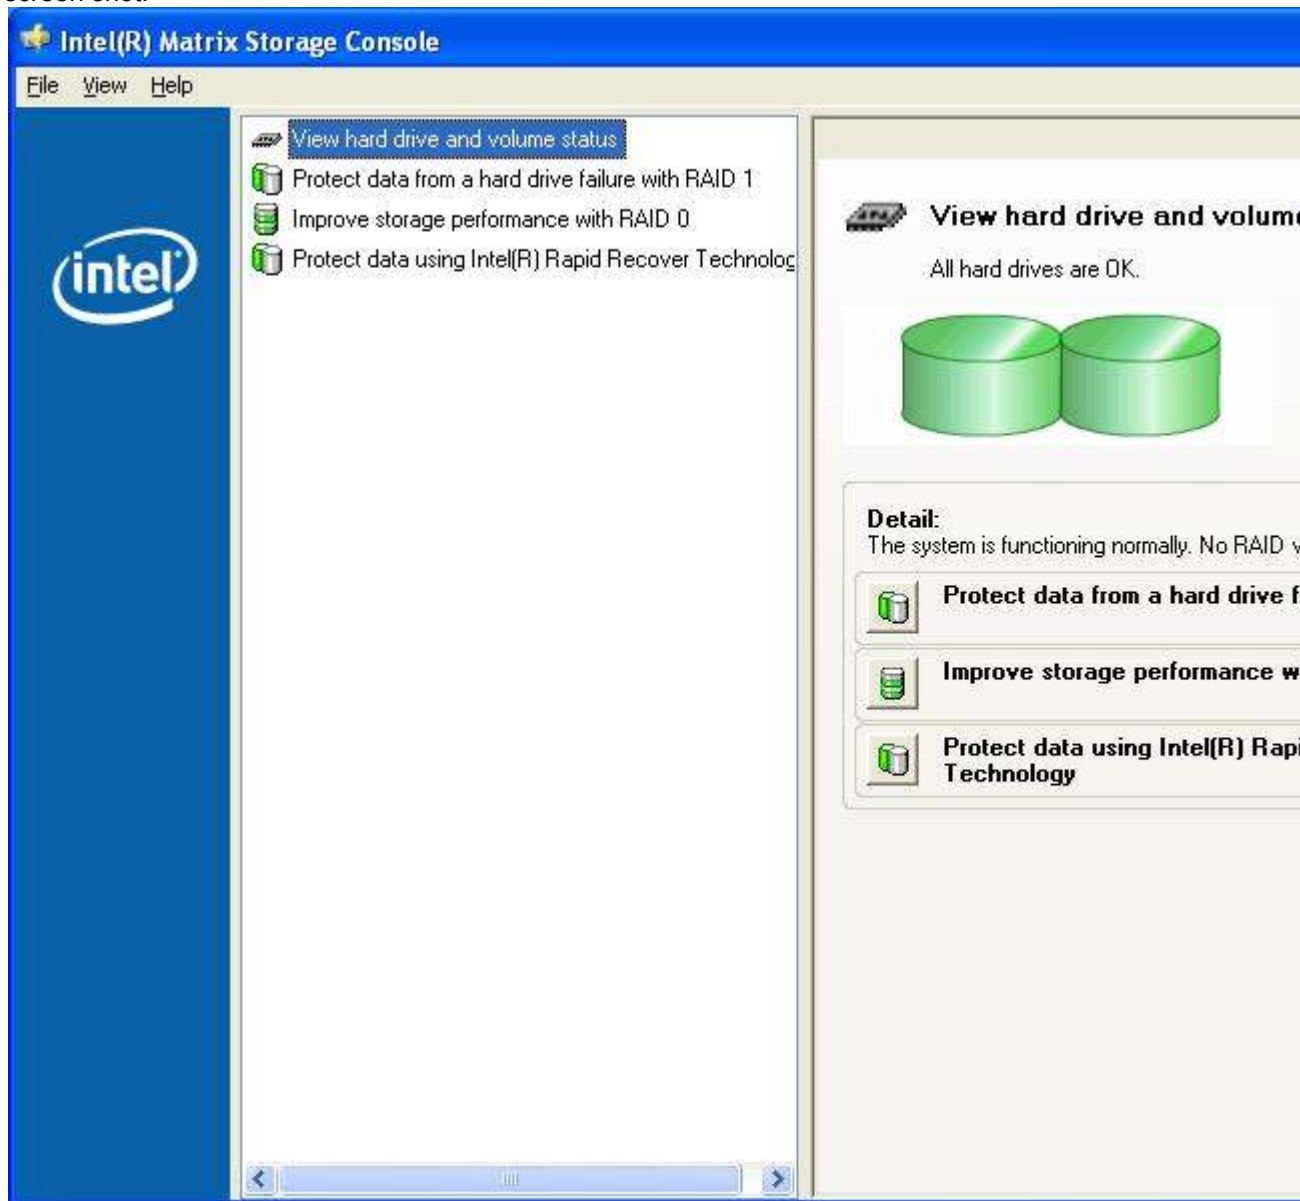 Intel(R) Matrix Storage Console
File View Help
intel
View hard drive and volume status
Protect data from a hard drive failure with RAID 1
Improve storage performance with RAID 0
Protect data using Intel(R) Rapid Recover Technolog
View hard drive and volume
All hard drives are OK.
Detail:
The system is functioning normally. No RAID v
Protect data from a hard drive f
Improve storage performance w
Protect data using Intel(R) Rapi
Technology